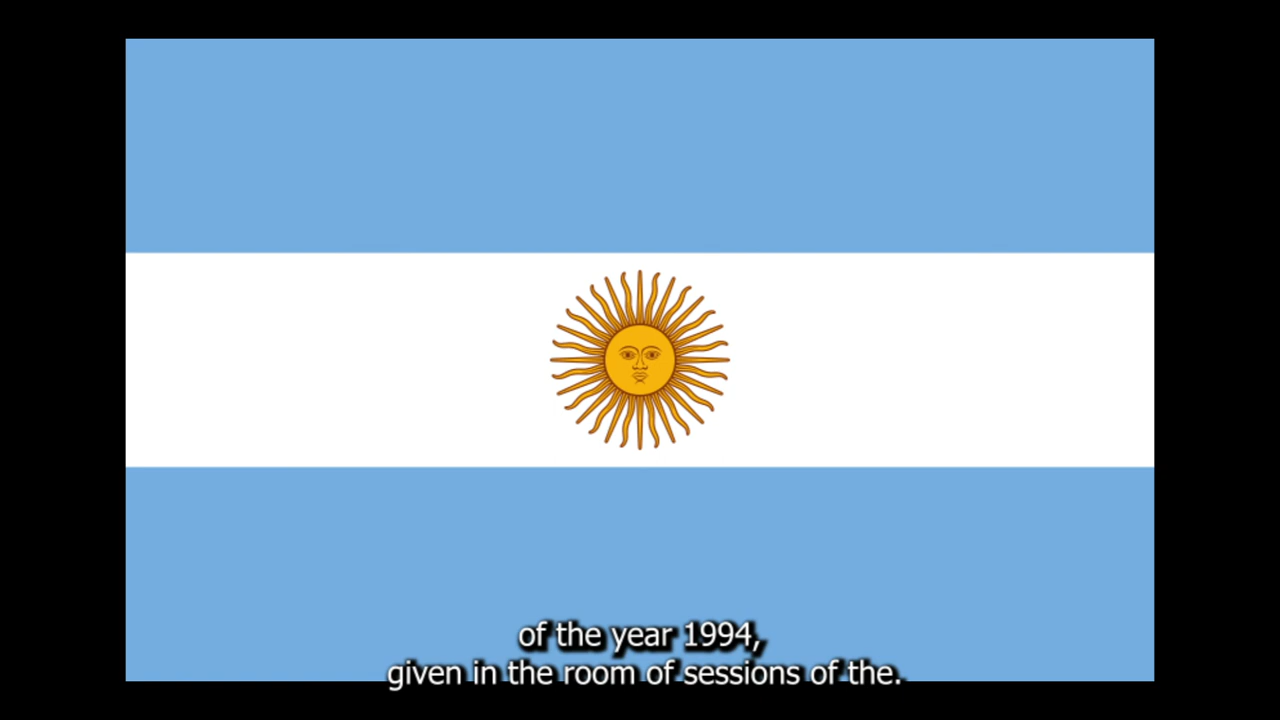 of the year 1994,
given in the room of sessions of the.